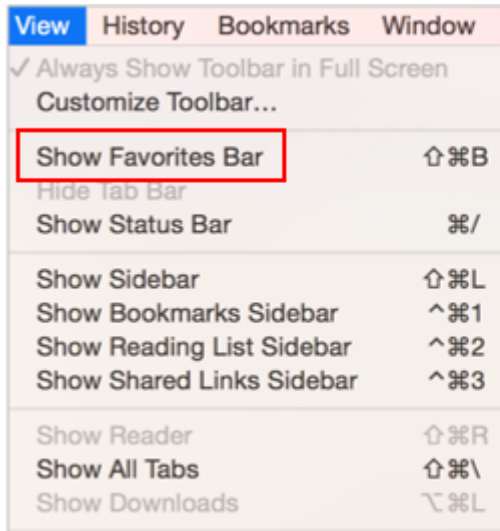 View History Bookmarks Window
✓ Always Show Toolbar in Full Screen
Customize Toolbar...
Show Favorites Bar ⇧⌘B
Hide Tab Bar
Show Status Bar ⌘/
Show Sidebar ⇧⌘L
Show Bookmarks Sidebar ^⌘1
Show Reading List Sidebar ^⌘2
Show Shared Links Sidebar ^⌘3
Show Reader ⇧⌘R
Show All Tabs ⇧⌘\
Show Downloads ⌥⌘L